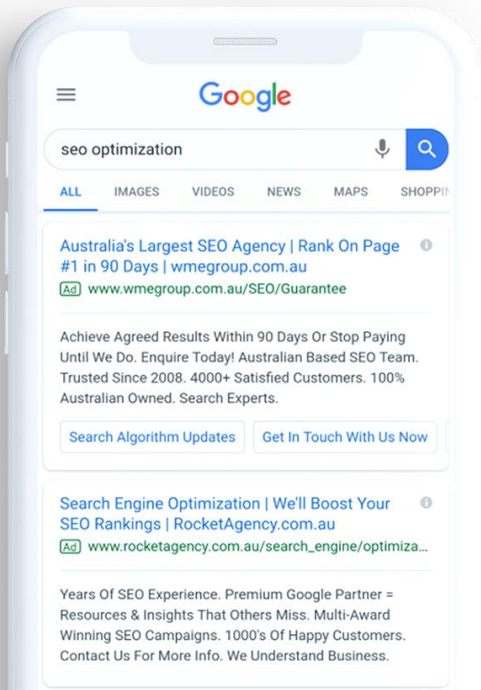 Google
seo optimization
ALL IMAGES VIDEOS NEWS MAPS SHOPPIN
Australia's Largest SEO Agency | Rank On Page
#1 in 90 Days | wmegroup.com.au
Ad www.wmegroup.com.au/SEO/Guarantee
Achieve Agreed Results Within 90 Days Or Stop Paying
Until We Do. Enquire Today! Australian Based SEO Team.
Trusted Since 2008. 4000+ Satisfied Customers. 100%
Australian Owned. Search Experts.
Search Algorithm Updates Get In Touch With Us Now
Search Engine Optimization | We'll Boost Your
SEO Rankings | RocketAgency.com.au
Ad www.rocketagency.com.au/search_engine/optimiza...
Years Of SEO Experience. Premium Google Partner =
Resources & Insights That Others Miss. Multi-Award
Winning SEO Campaigns. 1000's Of Happy Customers.
Contact Us For More Info. We Understand Business.